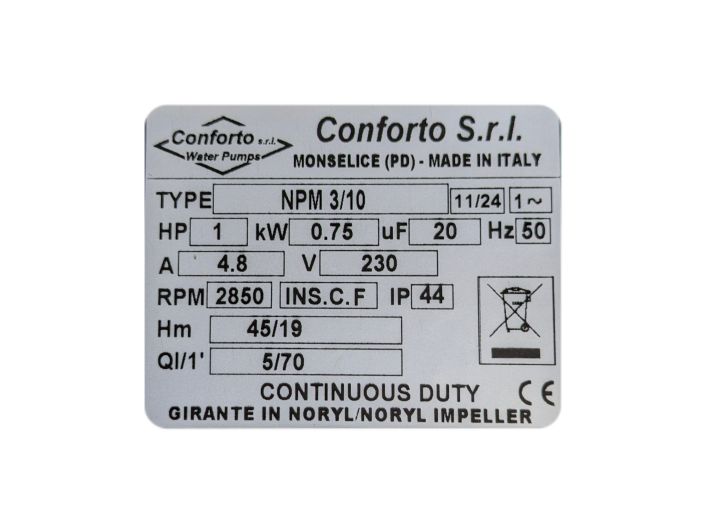 Conforto s.r.l.
Water Pumps
Conforto S.r.l.
MONSELICE (PD) - MADE IN ITALY
TYPE NPM 3/10 11/24 1~
HP 1 kW 0.75 uF 20 Hz 50
A 4.8 V 230
RPM 2850 INS.C.F IP 44
Hm 45/19
Ql/1' 5/70
CONTINUOUS DUTY CE
GIRANTE IN NORYL/NORYL IMPELLER